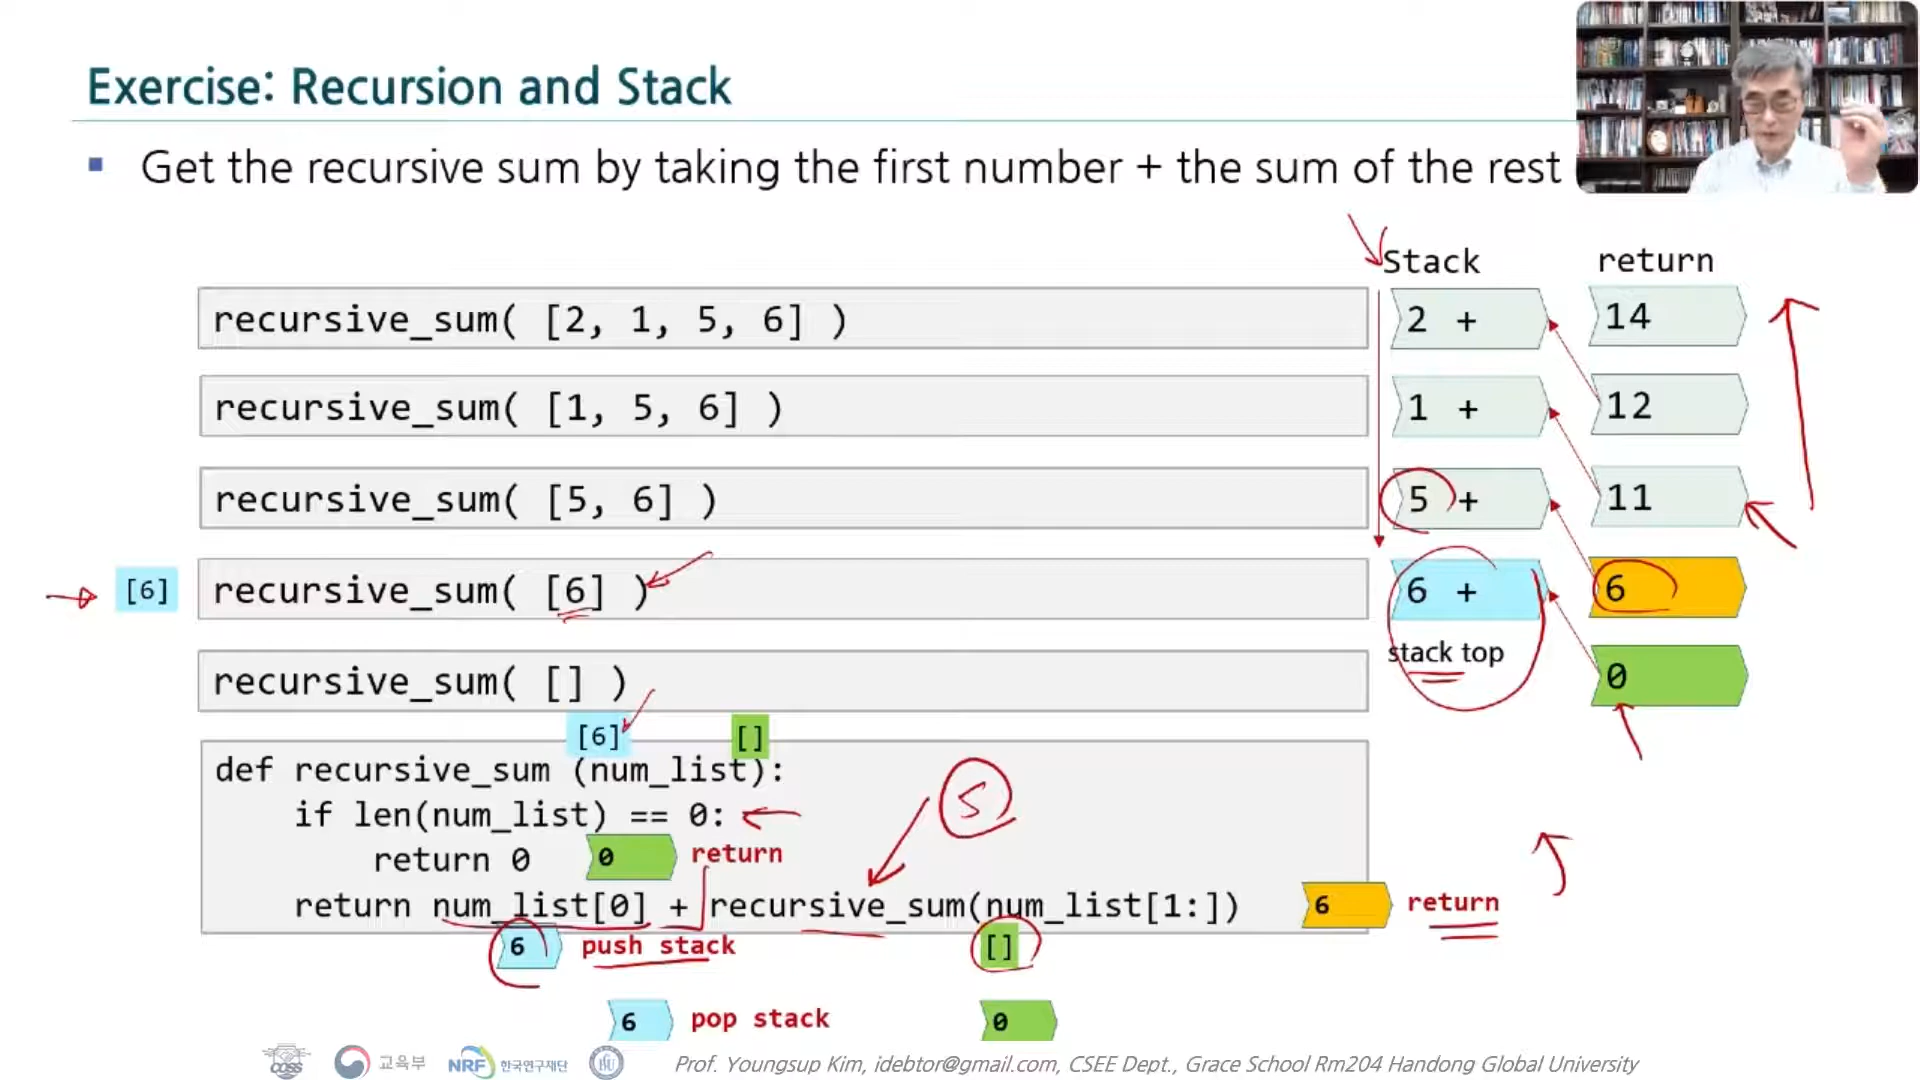 Exercise: Recursion and Stack
▪ Get the recursive sum by taking the first number + the sum of the rest
Stack return
recursive_sum( [2, 1, 5, 6] ) 2 + 14
recursive_sum( [1, 5, 6] ) 1 + 12
recursive_sum( [5, 6] ) 5 + 11
[6] recursive_sum( [6] ) 6 + 6
stack top
recursive_sum( [] ) 0
[6] []
def recursive_sum (num_list):
if len(num_list) == 0:
5
return 0 0 return
return num_list[0] + recursive_sum(num_list[1:]) 6 return
6 push stack []
6 pop stack 0
교육부 NRF 한국연구재단 Prof. Youngsup Kim, idebtor@gmail.com, CSEE Dept., Grace School Rm204 Handong Global University